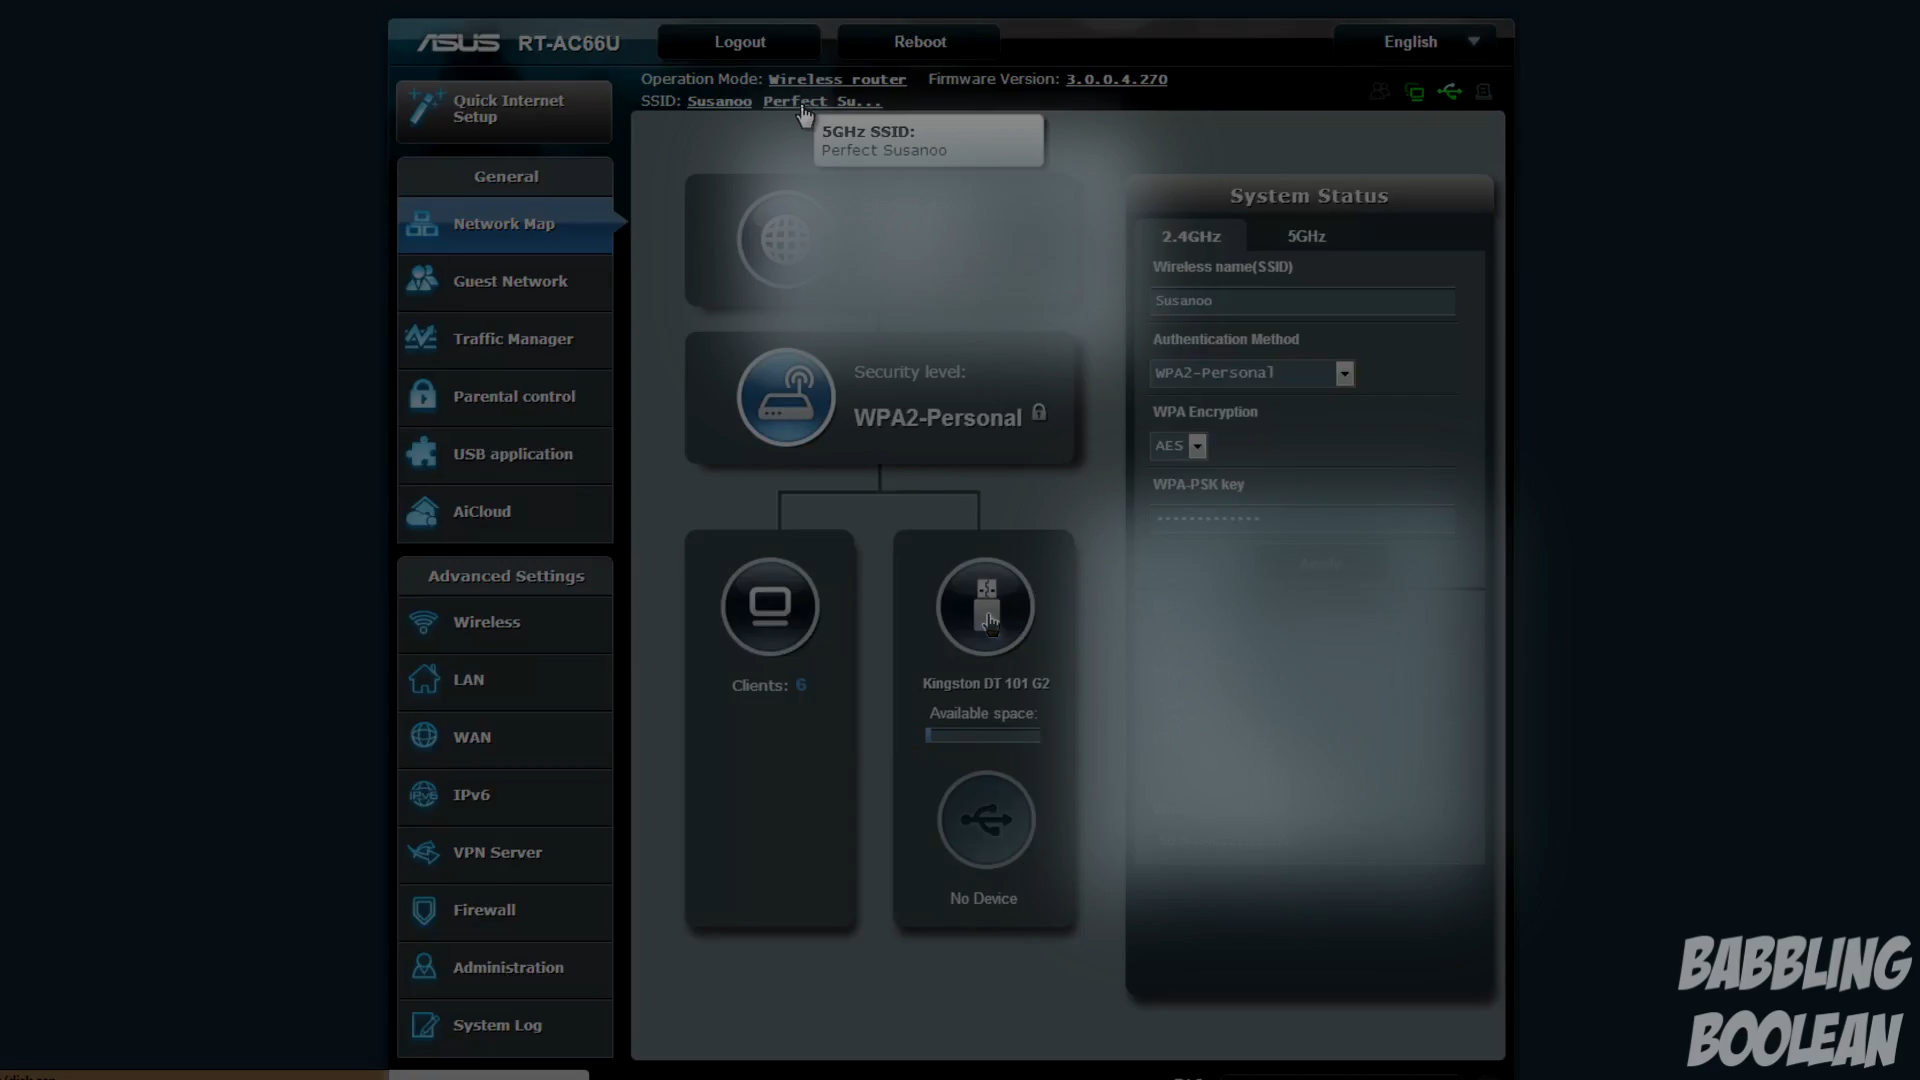 ASUS RT-AC66U
Logout
Reboot
English
Operation Mode: Wireless router Firmware Version: 3.0.0.4.270
SSID: Susanoo Perfect Su...
5GHz SSID:
Perfect Susanoo
Quick Internet
Setup
General
Network Map
Guest Network
Traffic Manager
Parental control
USB application
AiCloud
Advanced Settings
Wireless
LAN
WAN
IPv6
VPN Server
Firewall
Administration
System Log
Security level:
WPA2-Personal
Clients: 6
Kingston DT 101 G2
Available space:
No Device
System Status
2.4GHz
5GHz
Wireless name(SSID)
Susanoo
Authentication Method
WPA2-Personal
WPA Encryption
AES
WPA-PSK key
Apply
BABBLING
BOOLEAN